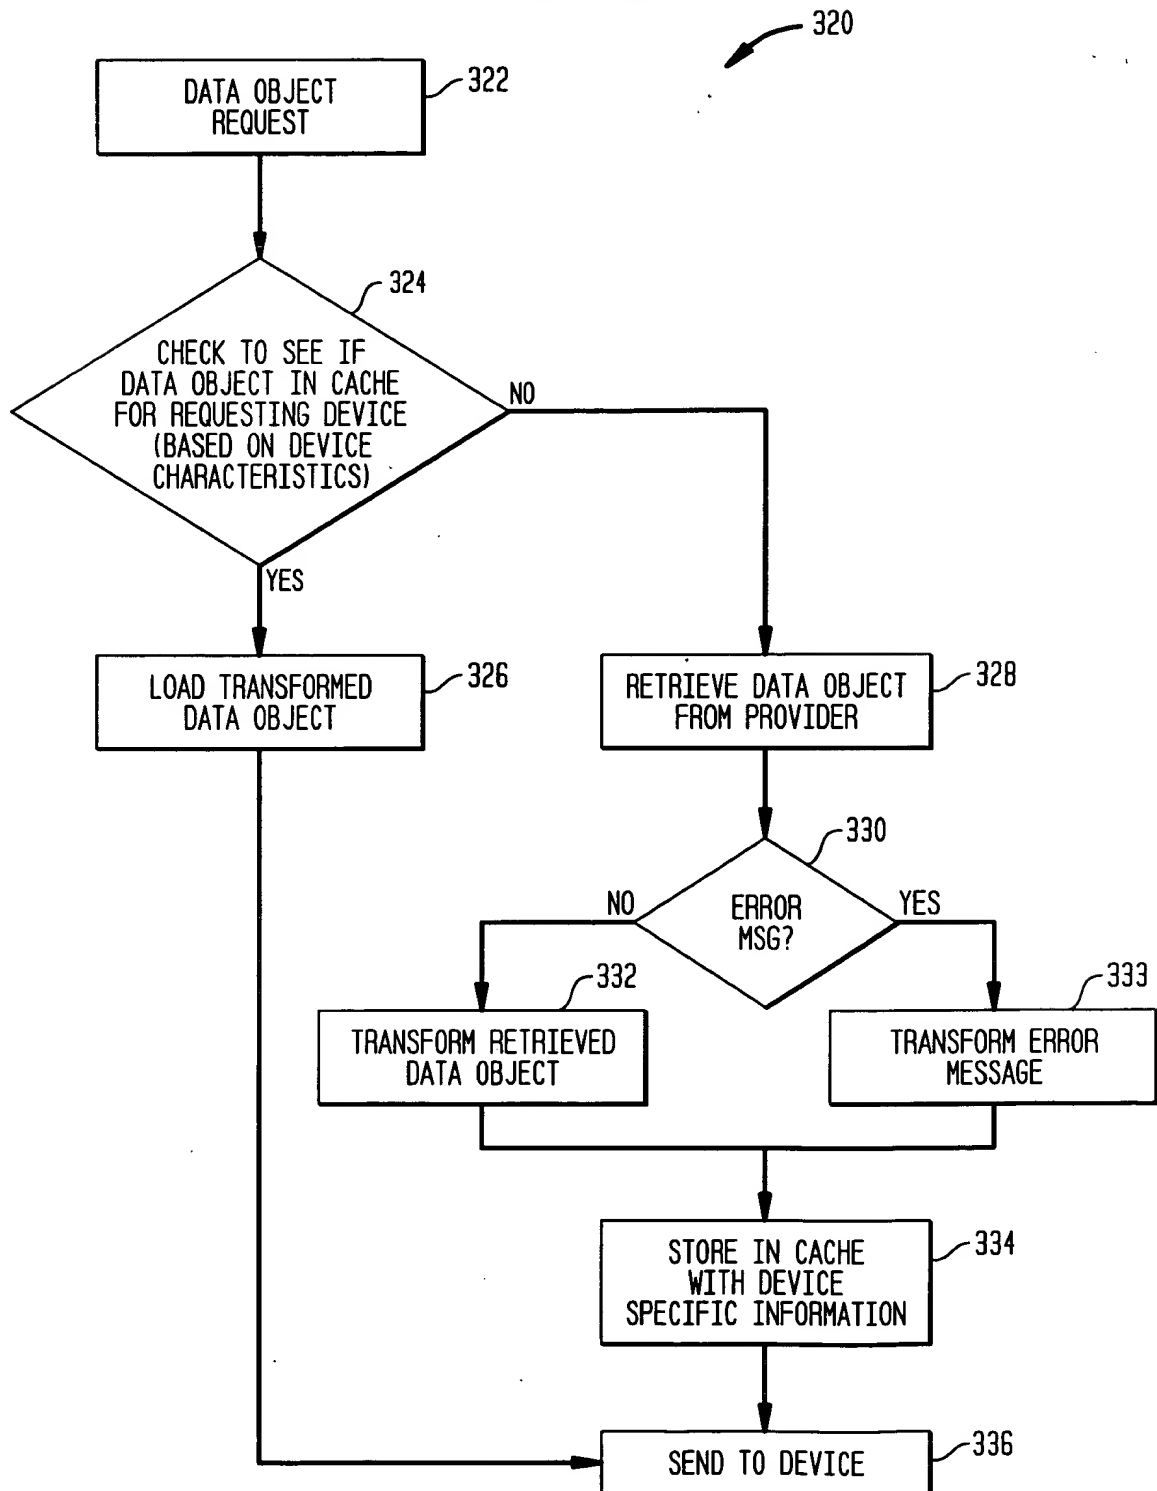 320
DATA OBJECT
REQUEST
322
324
CHECK TO SEE IF
DATA OBJECT IN CACHE
FOR REQUESTING DEVICE
(BASED ON DEVICE
CHARACTERISTICS)
NO
YES
LOAD TRANSFORMED
DATA OBJECT
326
RETRIEVE DATA OBJECT
FROM PROVIDER
328
330
ERROR
MSG?
NO
YES
332
TRANSFORM RETRIEVED
DATA OBJECT
333
TRANSFORM ERROR
MESSAGE
STORE IN CACHE
WITH DEVICE
SPECIFIC INFORMATION
334
SEND TO DEVICE
336